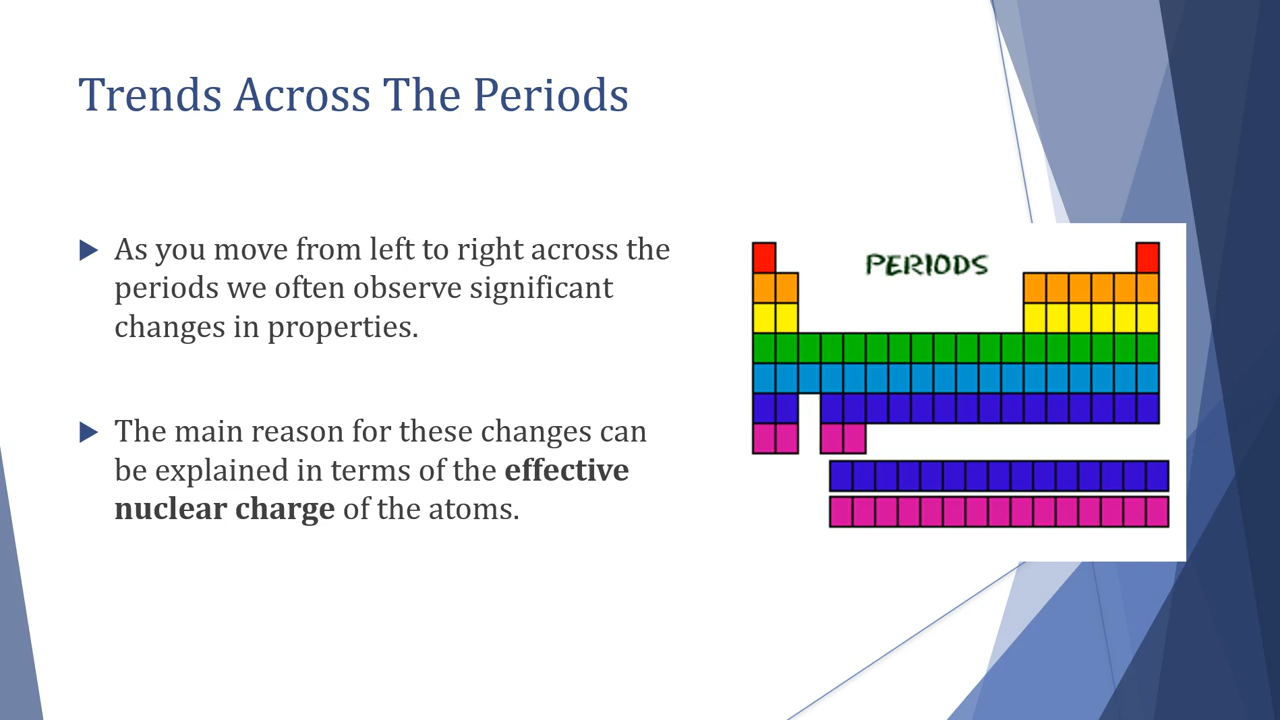 Trends Across The Periods
As you move from left to right across the
periods we often observe significant
changes in properties.
The main reason for these changes can
be explained in terms of the effective
nuclear charge of the atoms.
PERIODS